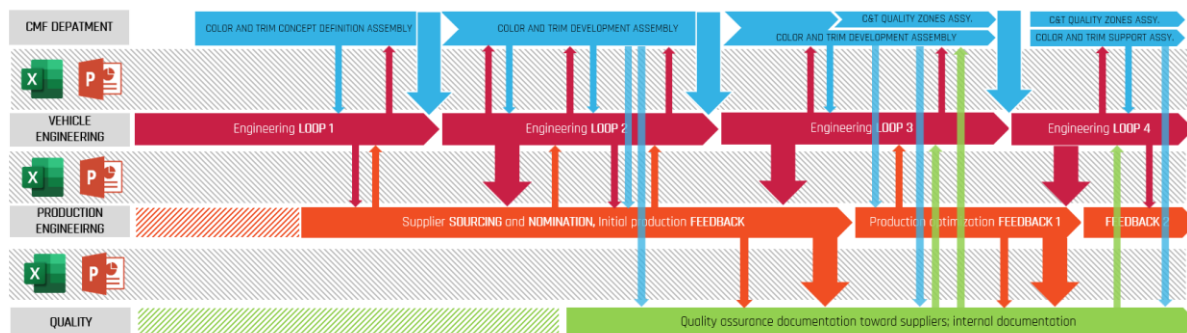 CMF DEPATMENT
COLOR AND TRIM CONCEPT DEFINITION ASSEMBLY
COLOR AND TRIM DEVELOPMENT ASSEMBLY
C&T QUALITY ZONES ASSY.
COLOR AND TRIM DEVELOPMENT ASSEMBLY
C&T QUALITY ZONES ASSY.
COLOR AND TRIM SUPPORT ASSY.
X
P
VEHICLE
ENGINEERING
Engineering LOOP 1
Engineering LOOP 2
Engineering LOOP 3
Engineering LOOP 4
X
P
PRODUCTION
ENGINEEIRNG
Supplier SOURCING and NOMINATION, Initial production FEEDBACK
Production optimization FEEDBACK 1
FEEDBACK 2
X
P
QUALITY
Quality assurance documentation toward suppliers; internal documentation